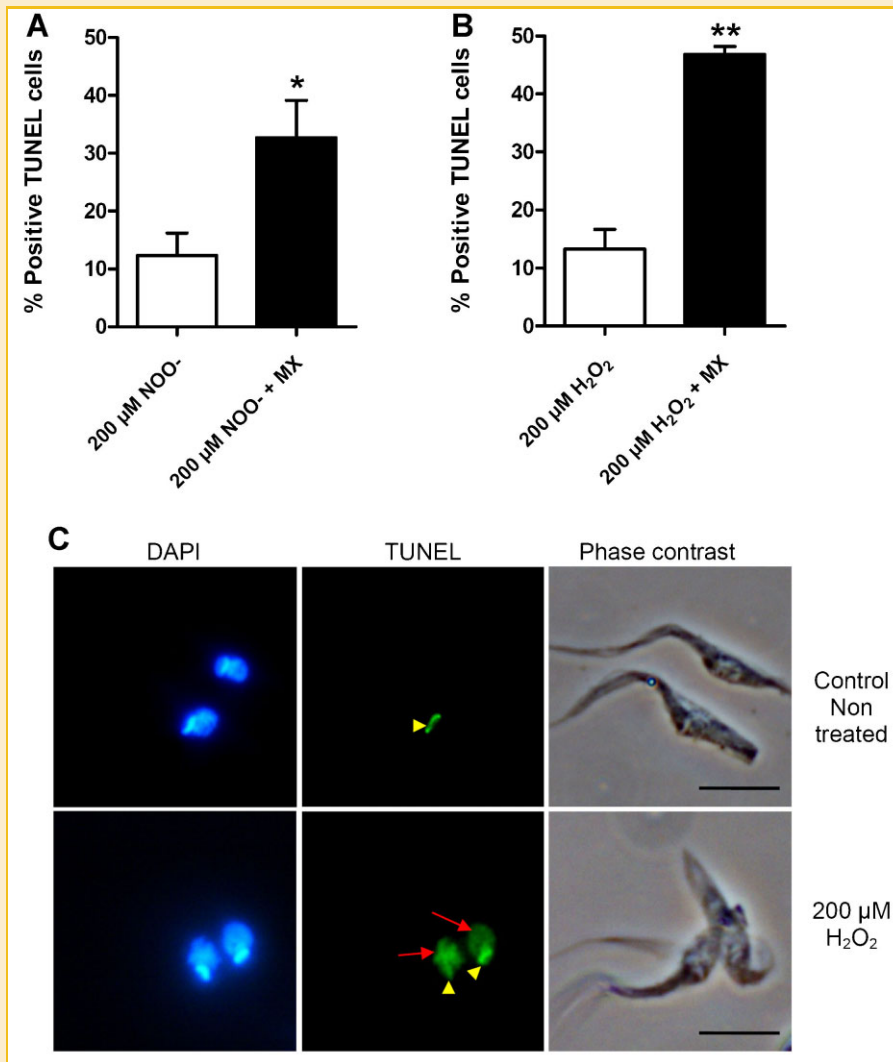 A
% Positive TUNEL cells
50
40
30
20
10
0
*
200 µM NOO-
200 µM NOO- + MX
B
% Positive TUNEL cells
50
40
30
20
10
0
**
200 µM H₂O₂
200 µM H₂O₂ + MX
C
DAPI TUNEL Phase contrast
Control
Non
treated
200 µM
H₂O₂